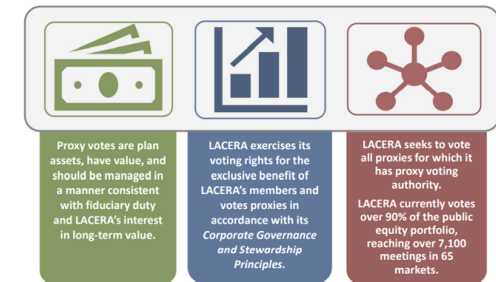 Proxy votes are plan
assets, have value, and
should be managed in
a manner consistent
with fiduciary duty
and LACERA's interest
in long-term value.
LACERA exercises its
voting rights for the
exclusive benefit of
LACERA's members and
votes proxies in
accordance with its
Corporate Governance
and Stewardship
Principles.
LACERA seeks to vote
all proxies for which it
has proxy voting
authority.
LACERA currently votes
over 90% of the public
equity portfolio,
reaching over 7,100
meetings in 65
markets.